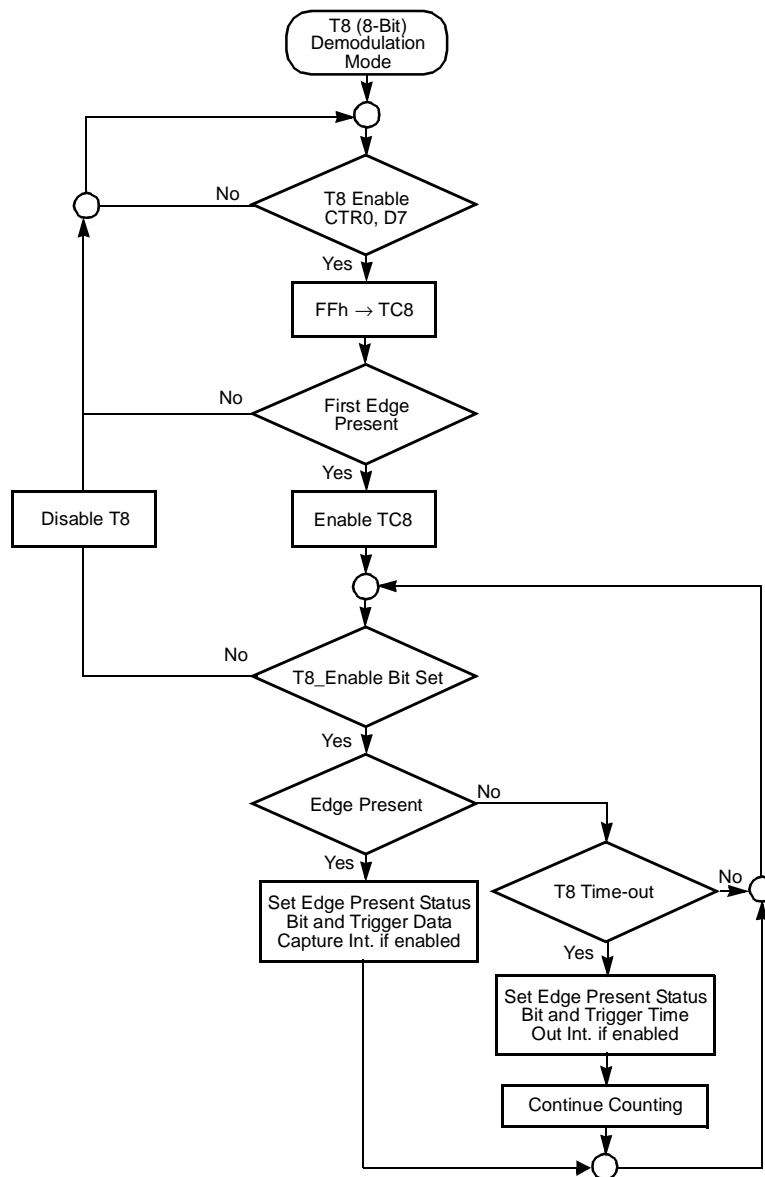 T8 (8-Bit)
Demodulation
Mode
No
T8 Enable
CTR0, D7
Yes
FFh → TC8
No
First Edge
Present
Yes
Disable T8
Enable TC8
No
T8_Enable Bit Set
Yes
Edge Present
No
Yes
T8 Time-out
No
Set Edge Present Status
Bit and Trigger Data
Capture Int. if enabled
Yes
Set Edge Present Status
Bit and Trigger Time
Out Int. if enabled
Continue Counting